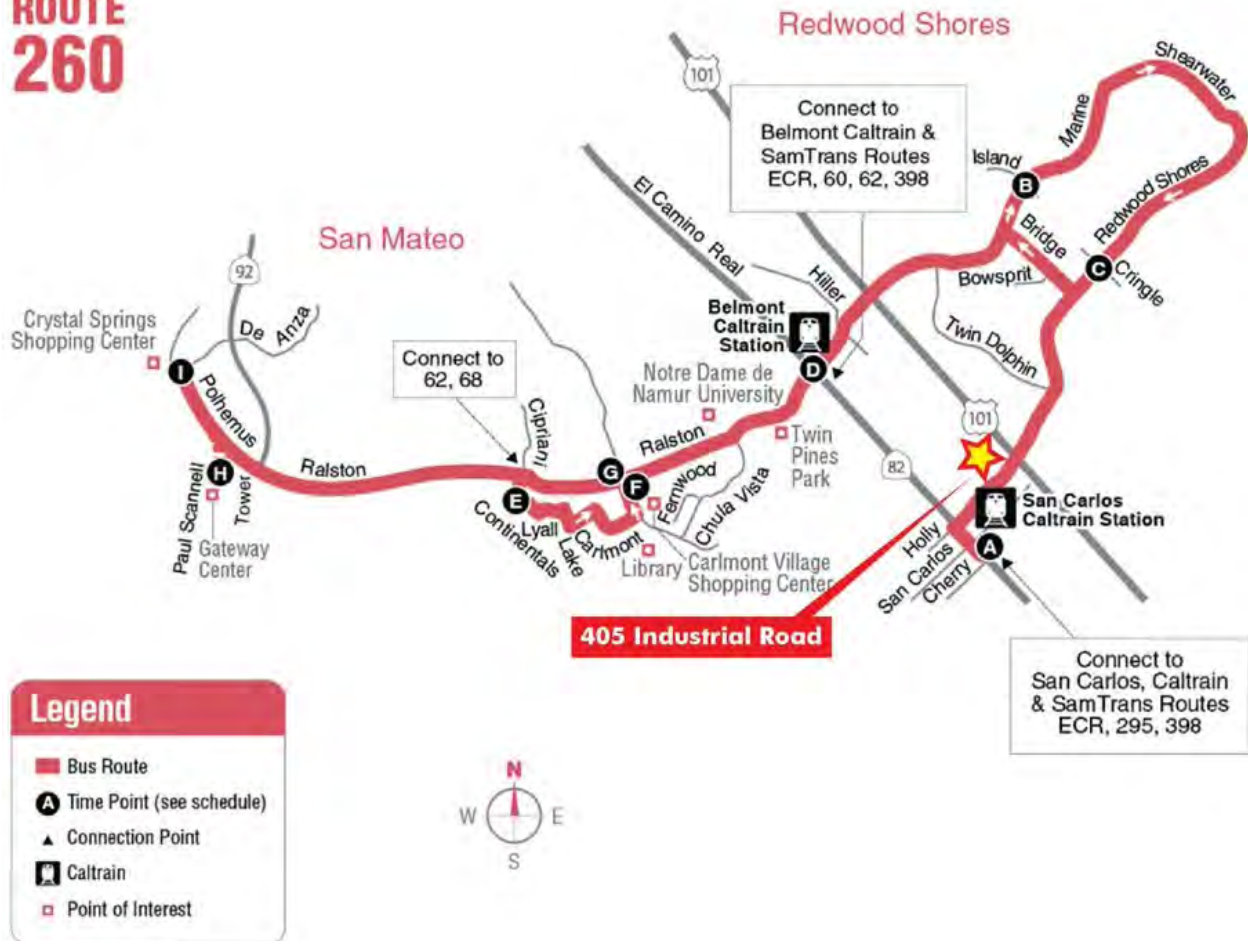 ROUTE
260
Redwood Shores
San Mateo
101
Connect to
Belmont Caltrain &
SamTrans Routes
ECR, 60, 62, 398
Shearwater
Marine
Island
B
Redwood Shores
Bridge
Bowsprit
C
Cringle
El Camino Real
Hiller
Twin Dolphin
Belmont
Caltrain
Station
D
92
De Anza
Crystal Springs
Shopping Center
I
Polhemus
Connect to
62, 68
Cipriani
Notre Dame de
Namur University
Ralston
Twin
Pines
Park
101
82
H
Paul Scannell
Tower
Gateway
Center
Ralston
G
F
E
Continentals
Lyall
Lake
Carlmont
Fernwood
Chula Vista
Library
Carlmont Village
Shopping Center
San Carlos
Caltrain Station
Holly
San Carlos
Cherry
A
405 Industrial Road
Connect to
San Carlos, Caltrain
& SamTrans Routes
ECR, 295, 398
Legend
Bus Route
A Time Point (see schedule)
Connection Point
Caltrain
Point of Interest
N
W
E
S